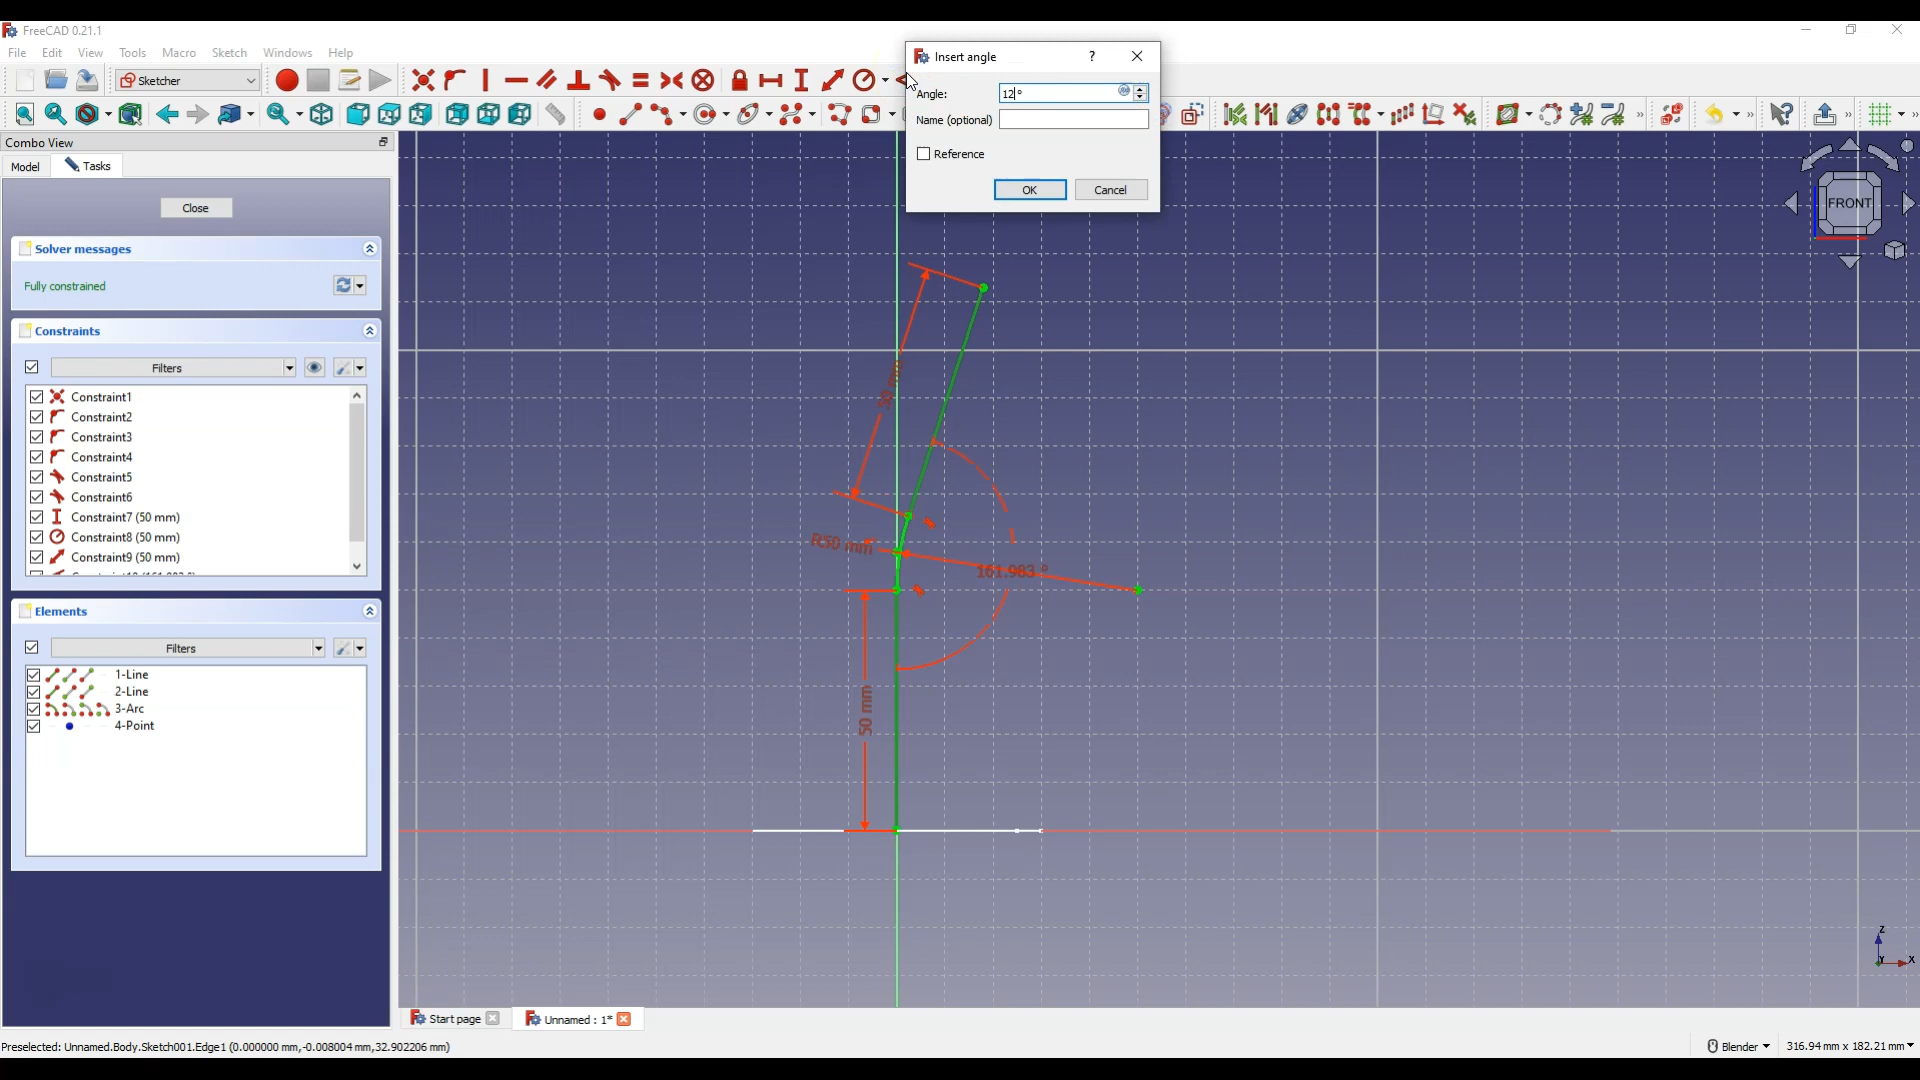 FreeCAD 0.21.1
File Edit View Tools Macro Sketch Windows Help
Sketcher
Insert angle ?
Angle: 12°
Name (optional)
Reference
OK Cancel
Combo View
Model Tasks
Close
Solver messages
Fully constrained
Constraints
Filters
Constraint1
Constraint2
Constraint3
Constraint4
Constraint5
Constraint6
Constraint7 (50 mm)
Constraint8 (50 mm)
Constraint9 (50 mm)
Elements
Filters
1-Line
2-Line
3-Arc
4-Point
FRONT
50 mm
R50 mm
161.983 °
50 mm
Z
Y X
Start page Unnamed : 1*
Preselected: Unnamed.Body.Sketch001.Edge1 (0.000000 mm,-0.008004 mm,32.902206 mm)
Blender 316.94 mm x 182.21 mm